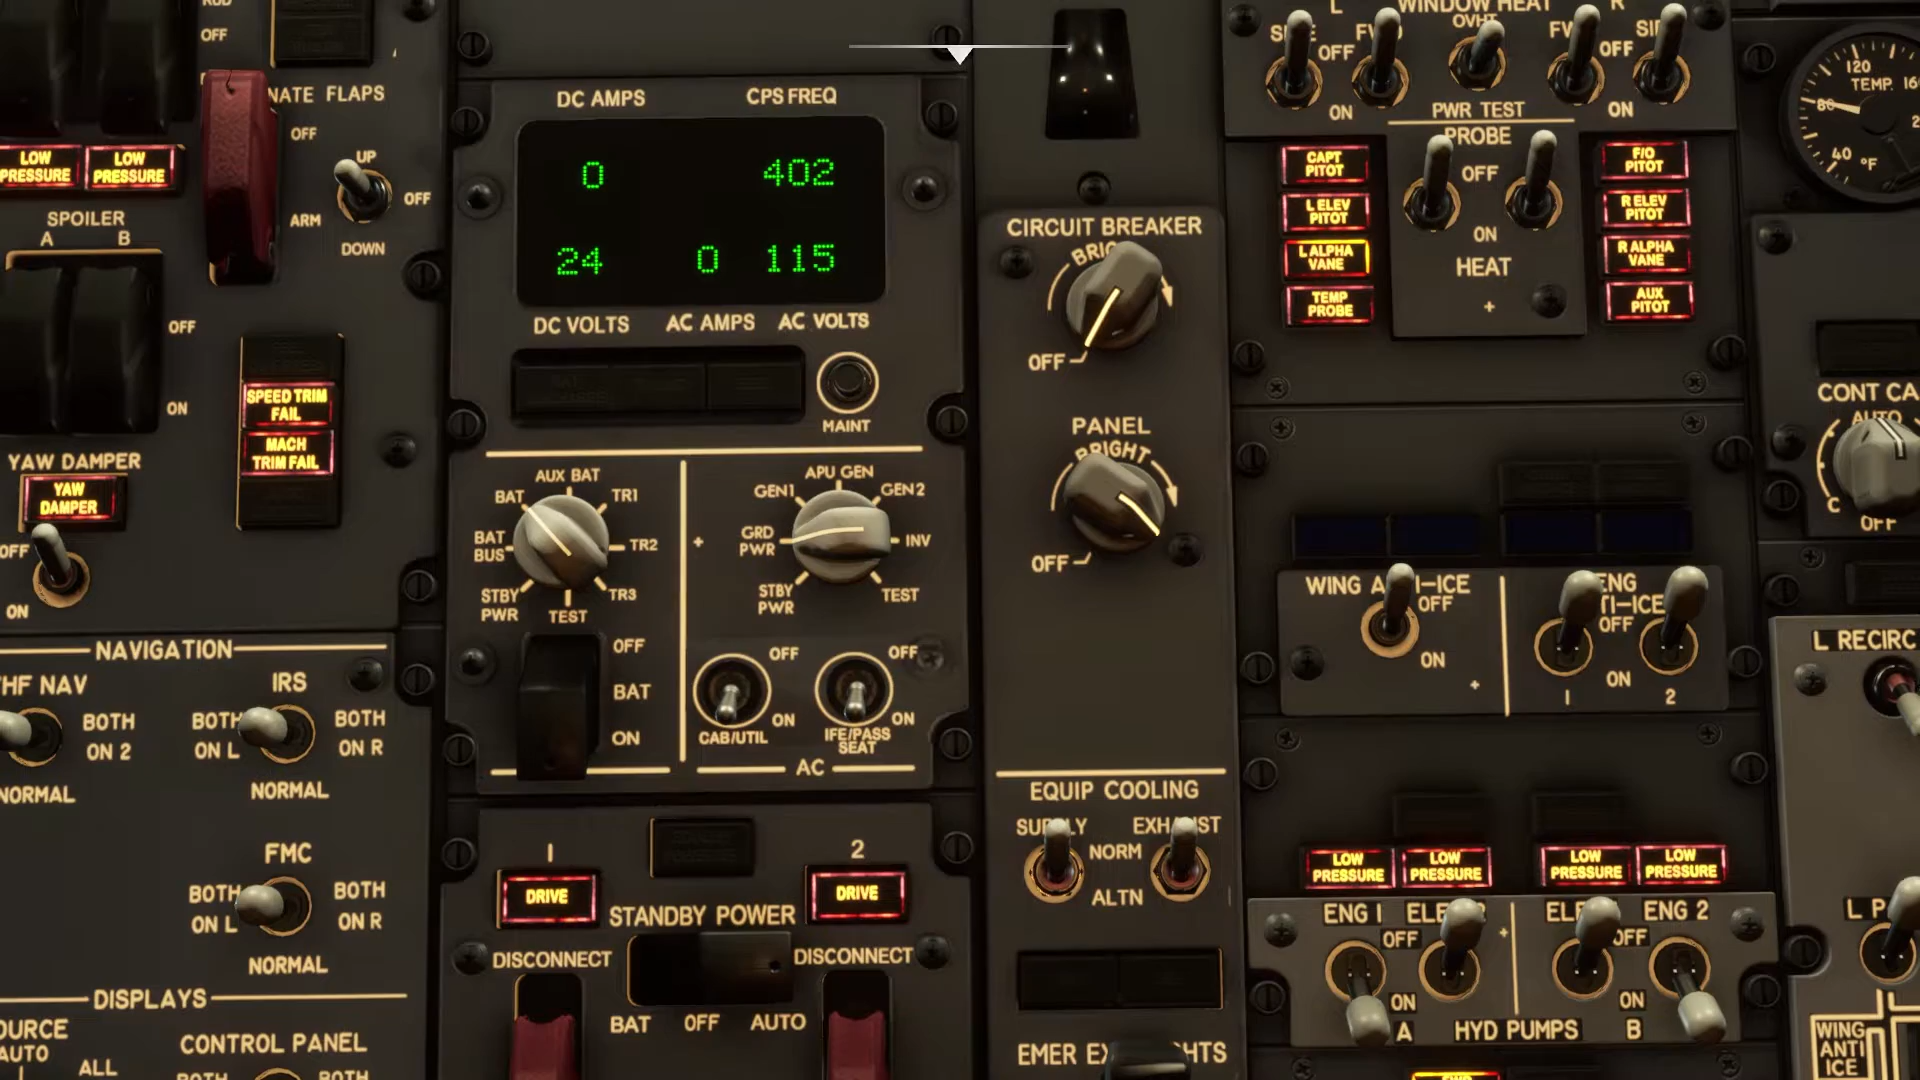 OFF
NATE FLAPS
OFF
LOW
PRESSURE
LOW
PRESSURE
UP
OFF
ARM
DOWN
SPOILER
A B
OFF
ON
SPEED TRIM
FAIL
MACH
TRIM FAIL
YAW DAMPER
YAW
DAMPER
OFF
ON
NAVIGATION
HF NAV
BOTH
ON 2
NORMAL
IRS
BOTH
ON L
BOTH
ON R
NORMAL
FMC
BOTH
ON L
BOTH
ON R
NORMAL
DISPLAYS
OURCE
AUTO
ALL
CONTROL PANEL
BOTH
BOTH
DC AMPS
CPS FREQ
0 402
24 0 115
DC VOLTS AC AMPS AC VOLTS
MAINT
AUX BAT
BAT
TR1
BAT
BUS
TR2
STBY
PWR
TR3
TEST
APU GEN
GEN1
GEN2
GRD
PWR
INV
STBY
PWR
TEST
OFF
BAT
ON
OFF
ON
CAB/UTIL
OFF
ON
IFE/PASS
SEAT
AC
1
DRIVE
2
DRIVE
STANDBY POWER
DISCONNECT
DISCONNECT
BAT OFF AUTO
CIRCUIT BREAKER
BRIG
OFF
PANEL
BRIGHT
OFF
EQUIP COOLING
SUPPLY
EXHAUST
NORM
ALTN
EMER EX HTS
L WINDOW HEAT R
OVHT
OFF
OFF
ON
ON
PWR TEST
PROBE
OFF
ON
HEAT
CAPT
PITOT
L ELEV
PITOT
L ALPHA
VANE
TEMP
PROBE
F/O
PITOT
R ELEV
PITOT
R ALPHA
VANE
AUX
PITOT
WING A I-ICE
OFF
ON
ENG
TI-ICE
OFF
ON
1 2
LOW
PRESSURE
LOW
PRESSURE
LOW
PRESSURE
LOW
PRESSURE
ENG 1 ELE
ELE ENG 2
OFF
OFF
ON
ON
A HYD PUMPS B
120
TEMP. 16
80
40 °F
CONT CA
AUTO
C
OFF
L RECIRC
L P
WING
ANTI
ICE